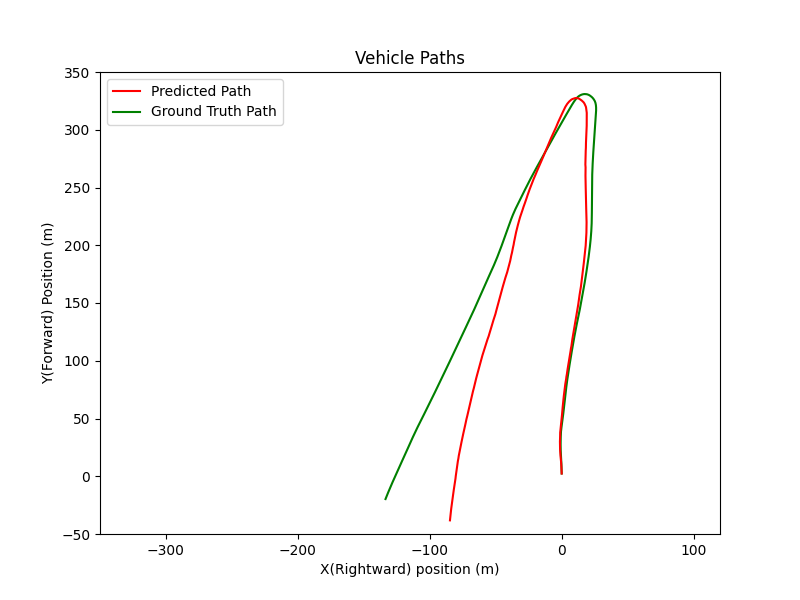 Vehicle Paths
Predicted Path
Ground Truth Path
350
300
250
200
150
100
50
0
−50
Y(Forward) Position (m)
−300
−200
−100
0
100
X(Rightward) position (m)